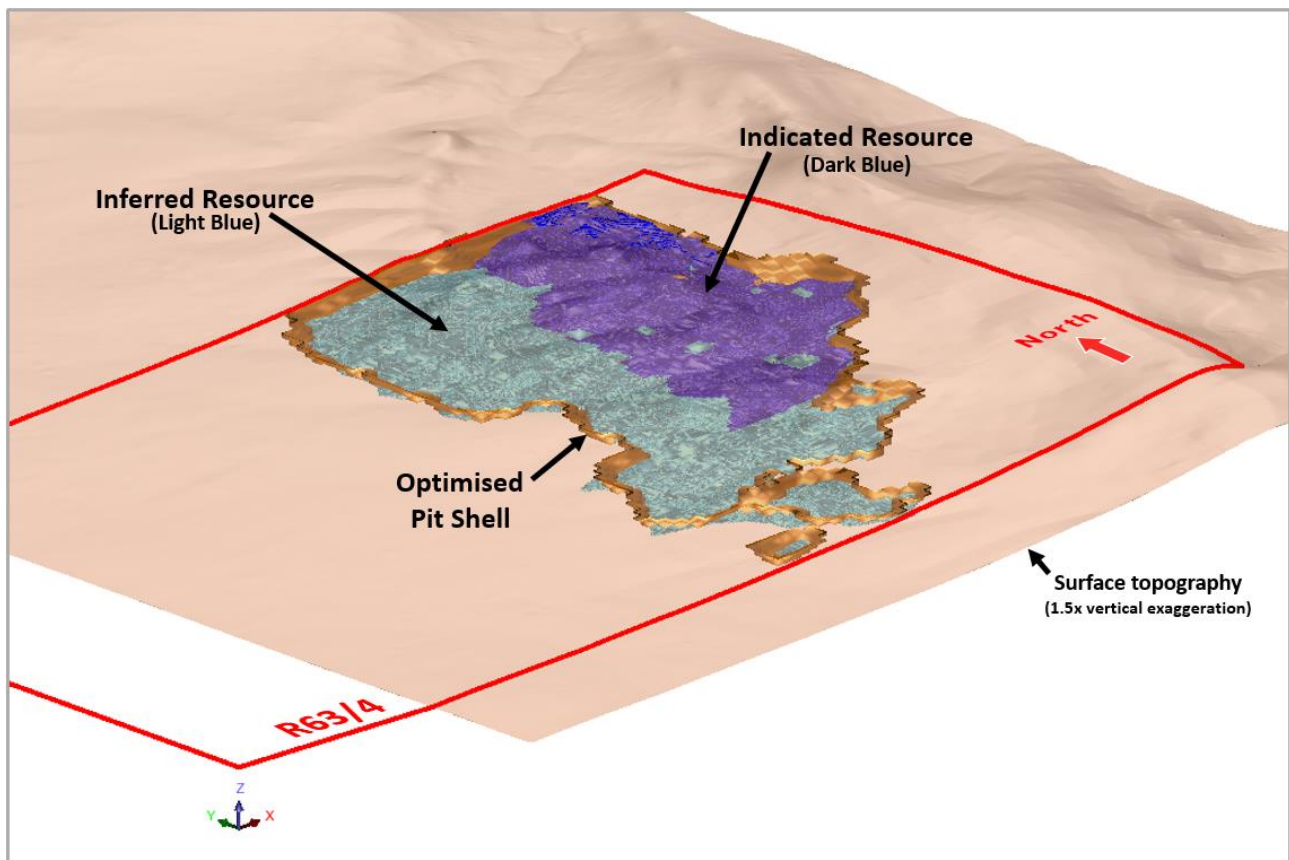 Indicated Resource
(Dark Blue)
Inferred Resource
(Light Blue)
North
Optimised
Pit Shell
Surface topography
(1.5x vertical exaggeration)
R63/4
Z
Y
X